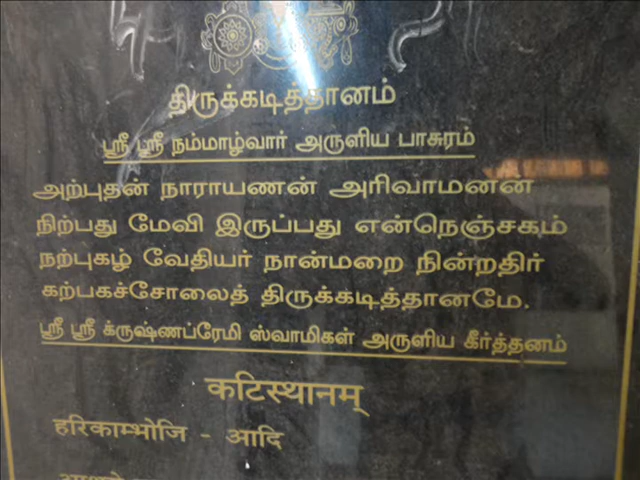 திருக்கடித்தானம்
ஸ்ரீ ஸ்ரீ நம்மாழ்வார் அருளிய பாசுரம்
அற்புதன் நாராயணன் அரிவாமனன்
நிற்பது மேவி இருப்பது என்நெஞ்சகம்
நற்புகழ் வேதியர் நான்மறை நின்றதிர்
கற்பகச்சோலைத் திருக்கடித்தானமே.
ஸ்ரீ ஸ்ரீ க்ருஷ்ணப்ரேமி ஸ்வாமிகள் அருளிய கீர்த்தனம்
கटिस्थानम्
हरिकाम्भोजि - आदि